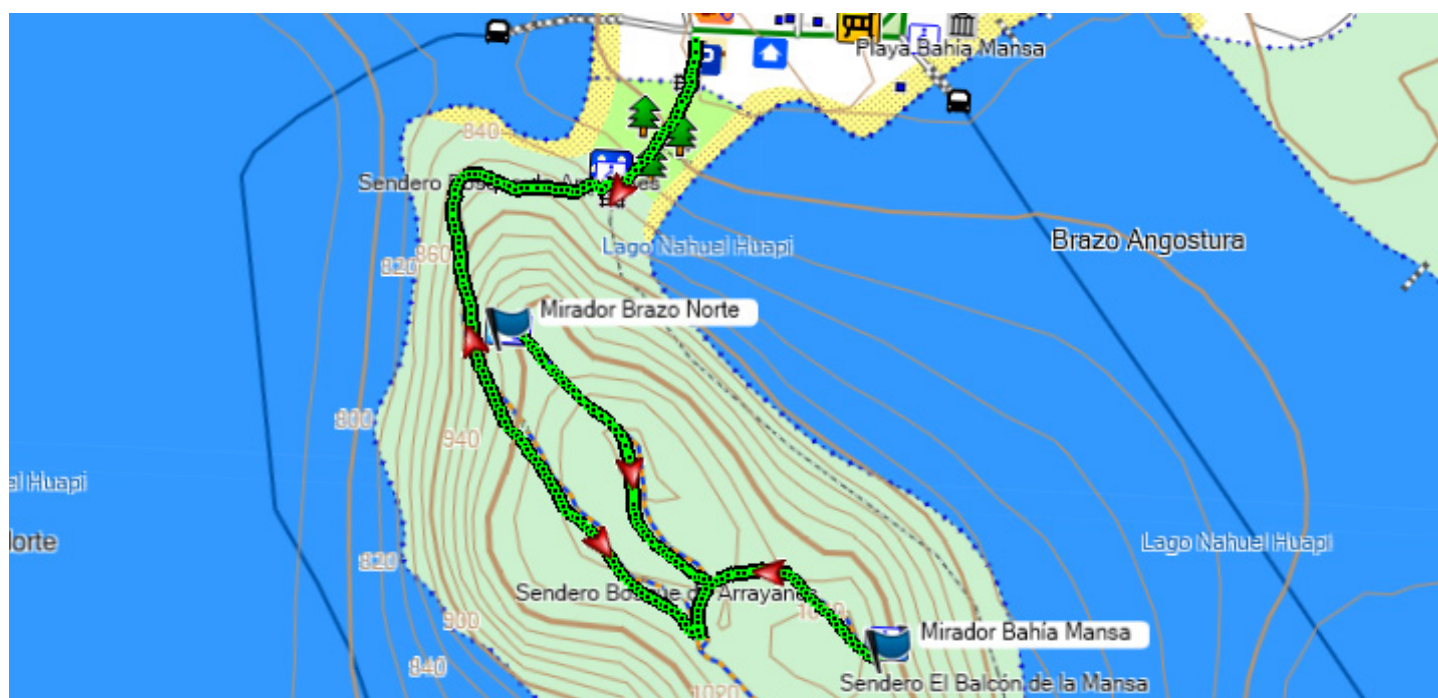 Playa Bahía Mansa
840
Sendero Bosque de Arrayanes
Lago Nahuel Huapi
Brazo Angostura
860
820
Mirador Brazo Norte
800
940
el Huapi
Norte
Lago Nahuel Huapi
820
Sendero Bosque de Arrayanes
900
Mirador Bahía Mansa
840
Sendero El Balcón de la Mansa
1020